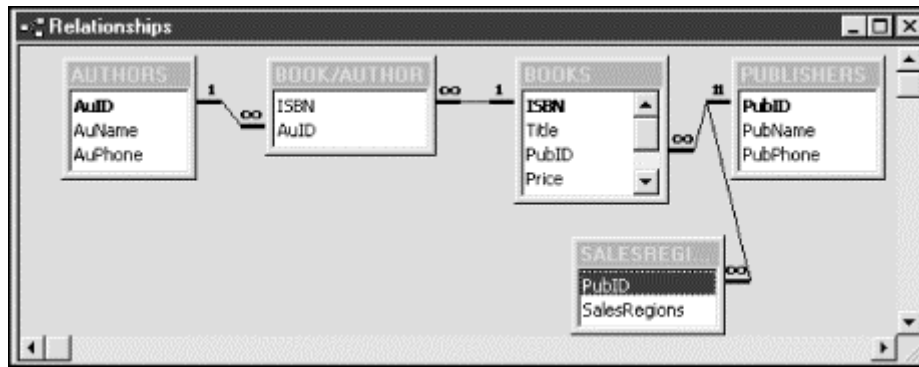 Relationships
AUTHORS
AuID
AuName
AuPhone
1
∞
BOOK/AUTHOR
ISBN
AuID
∞
1
BOOKS
ISBN
Title
PubID
Price
∞
11
PUBLISHERS
PubID
PubName
PubPhone
SALESREGI...
PubID
SalesRegions
∞